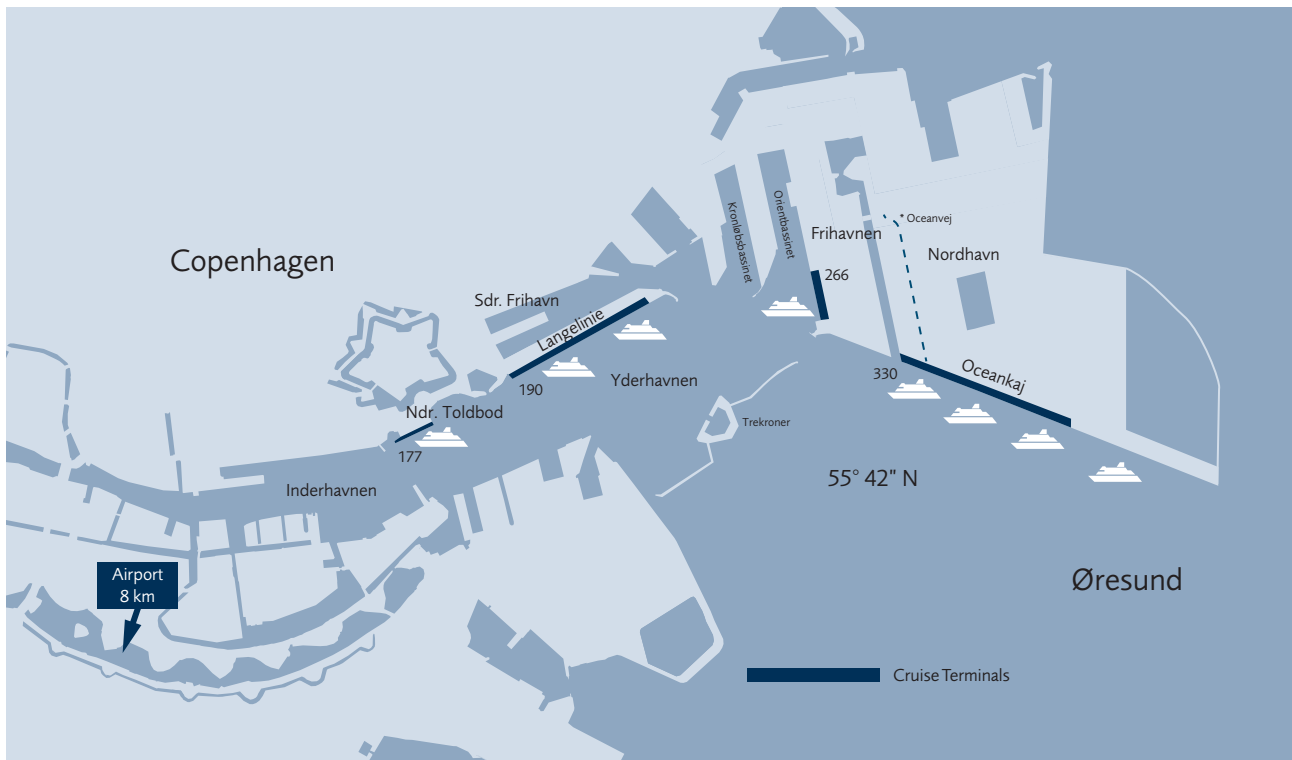 Kronløbsbassinet
Orientbassinet
* Oceanvej
Frihavnen
Nordhavn
Copenhagen
266
Sdr. Frihavn
Langelinie
Oceankaj
330
Yderhavnen
190
Ndr. Toldbod
Trekroner
177
55° 42" N
Inderhavnen
Airport
8 km
Øresund
Cruise Terminals